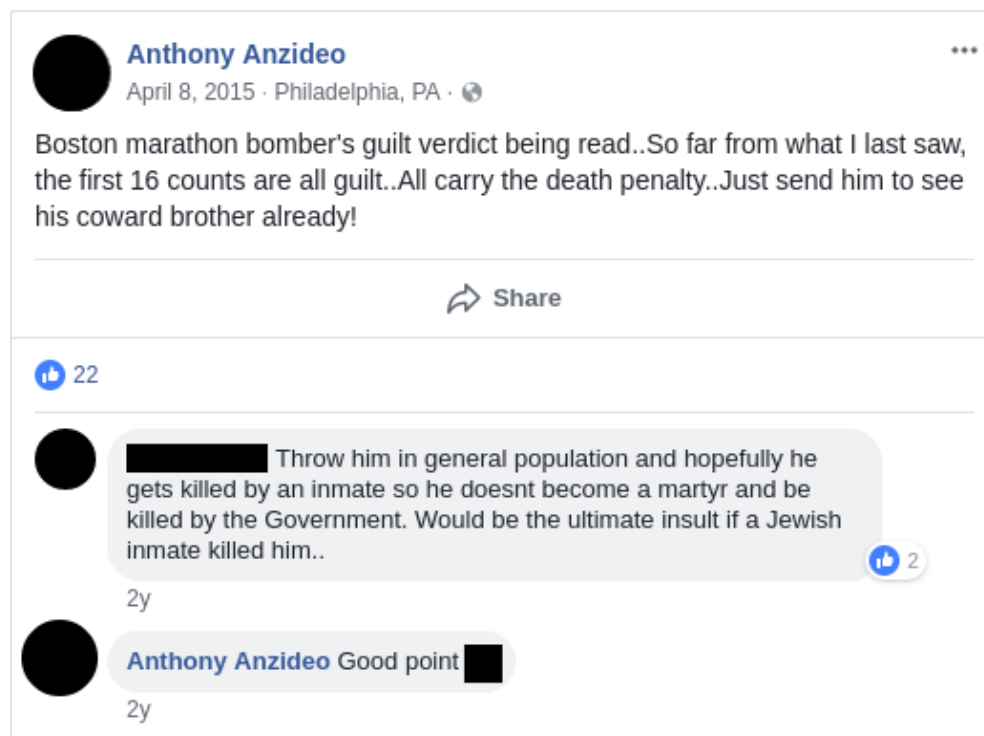 Anthony Anzideo
April 8, 2015 · Philadelphia, PA ·
Boston marathon bomber's guilt verdict being read..So far from what I last saw,
the first 16 counts are all guilt..All carry the death penalty..Just send him to see
his coward brother already!
Share
22
Throw him in general population and hopefully he
gets killed by an inmate so he doesnt become a martyr and be
killed by the Government. Would be the ultimate insult if a Jewish
inmate killed him..
2
2y
Anthony Anzideo Good point
2y